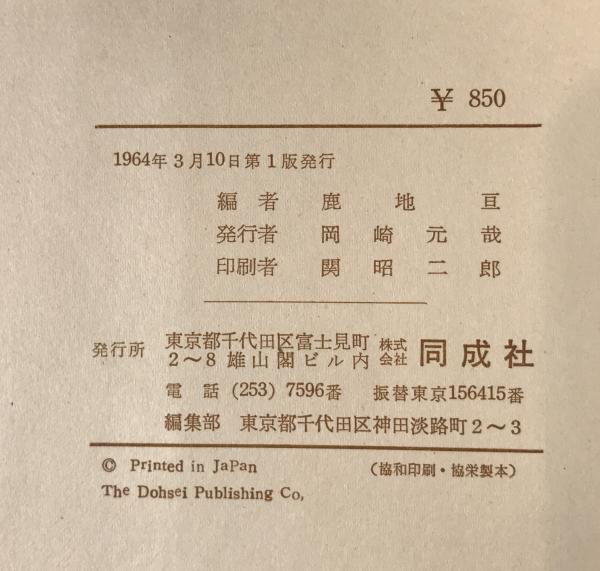 ¥ 850
1964年3月10日第1版発行
編者 鹿地亘
発行者 岡崎元哉
印刷者 関昭二郎
発行所 東京都千代田区富士見町2～8 雄山閣ビル内 株式会社 同成社
電話 (253) 7596番 振替東京156415番
編集部 東京都千代田区神田淡路町2～3
© Printed in JaPan (協和印刷・協栄製本)
The Dohsei Publishing Co,